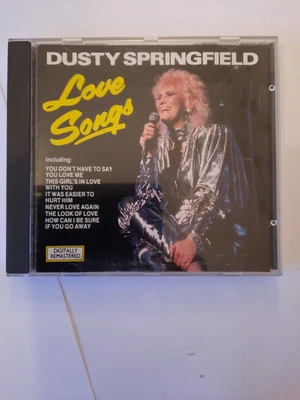 DUSTY SPRINGFIELD
Love
Songs
Including:
YOU DON'T HAVE TO SAY
YOU LOVE ME
THIS GIRL'S IN LOVE
WITH YOU
IT WAS EASIER TO
HURT HIM
NEVER LOVE AGAIN
THE LOOK OF LOVE
HOW CAN I BE SURE
IF YOU GO AWAY
DIGITALLY
REMASTERED